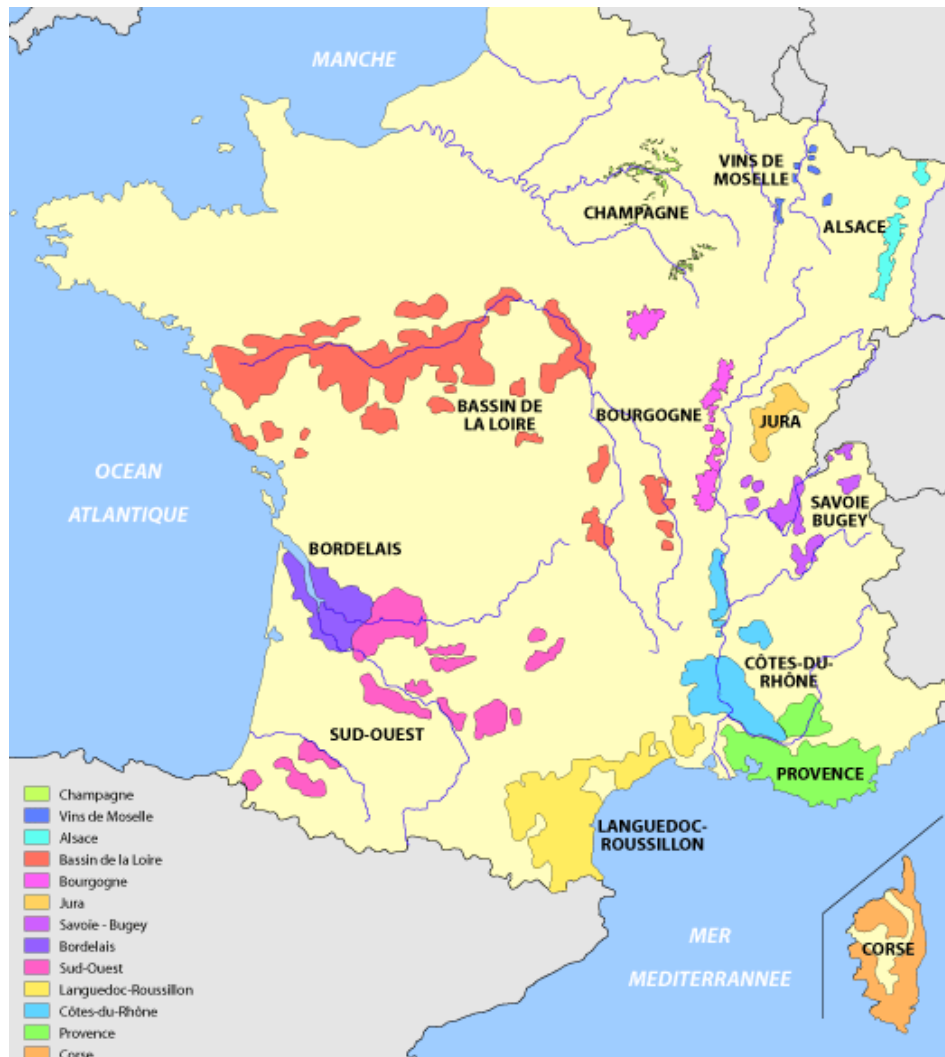 MANCHE
VINS DE
MOSELLE
CHAMPAGNE
ALSACE
BASSIN DE
LA LOIRE
BOURGOGNE
JURA
OCEAN
ATLANTIQUE
SAVOIE
BUGEY
BORDELAIS
CÔTES-DU-
RHÔNE
SUD-OUEST
PROVENCE
LANGUEDOC-
ROUSSILLON
MER
MEDITERRANNEE
CORSE
Champagne
Vins de Moselle
Alsace
Bassin de la Loire
Bourgogne
Jura
Savoie - Bugey
Bordelais
Sud-Ouest
Languedoc-Roussillon
Côtes-du-Rhône
Provence
Corse